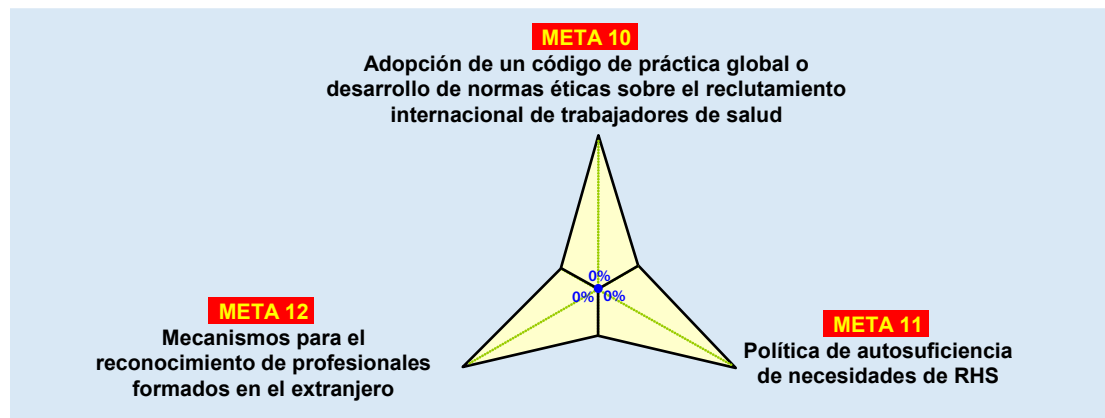 META 10
Adopción de un código de práctica global o
desarrollo de normas éticas sobre el reclutamiento
internacional de trabajadores de salud
0%
0% 0%
META 12
Mecanismos para el
reconocimiento de profesionales
formados en el extranjero
META 11
Política de autosuficiencia
de necesidades de RHS